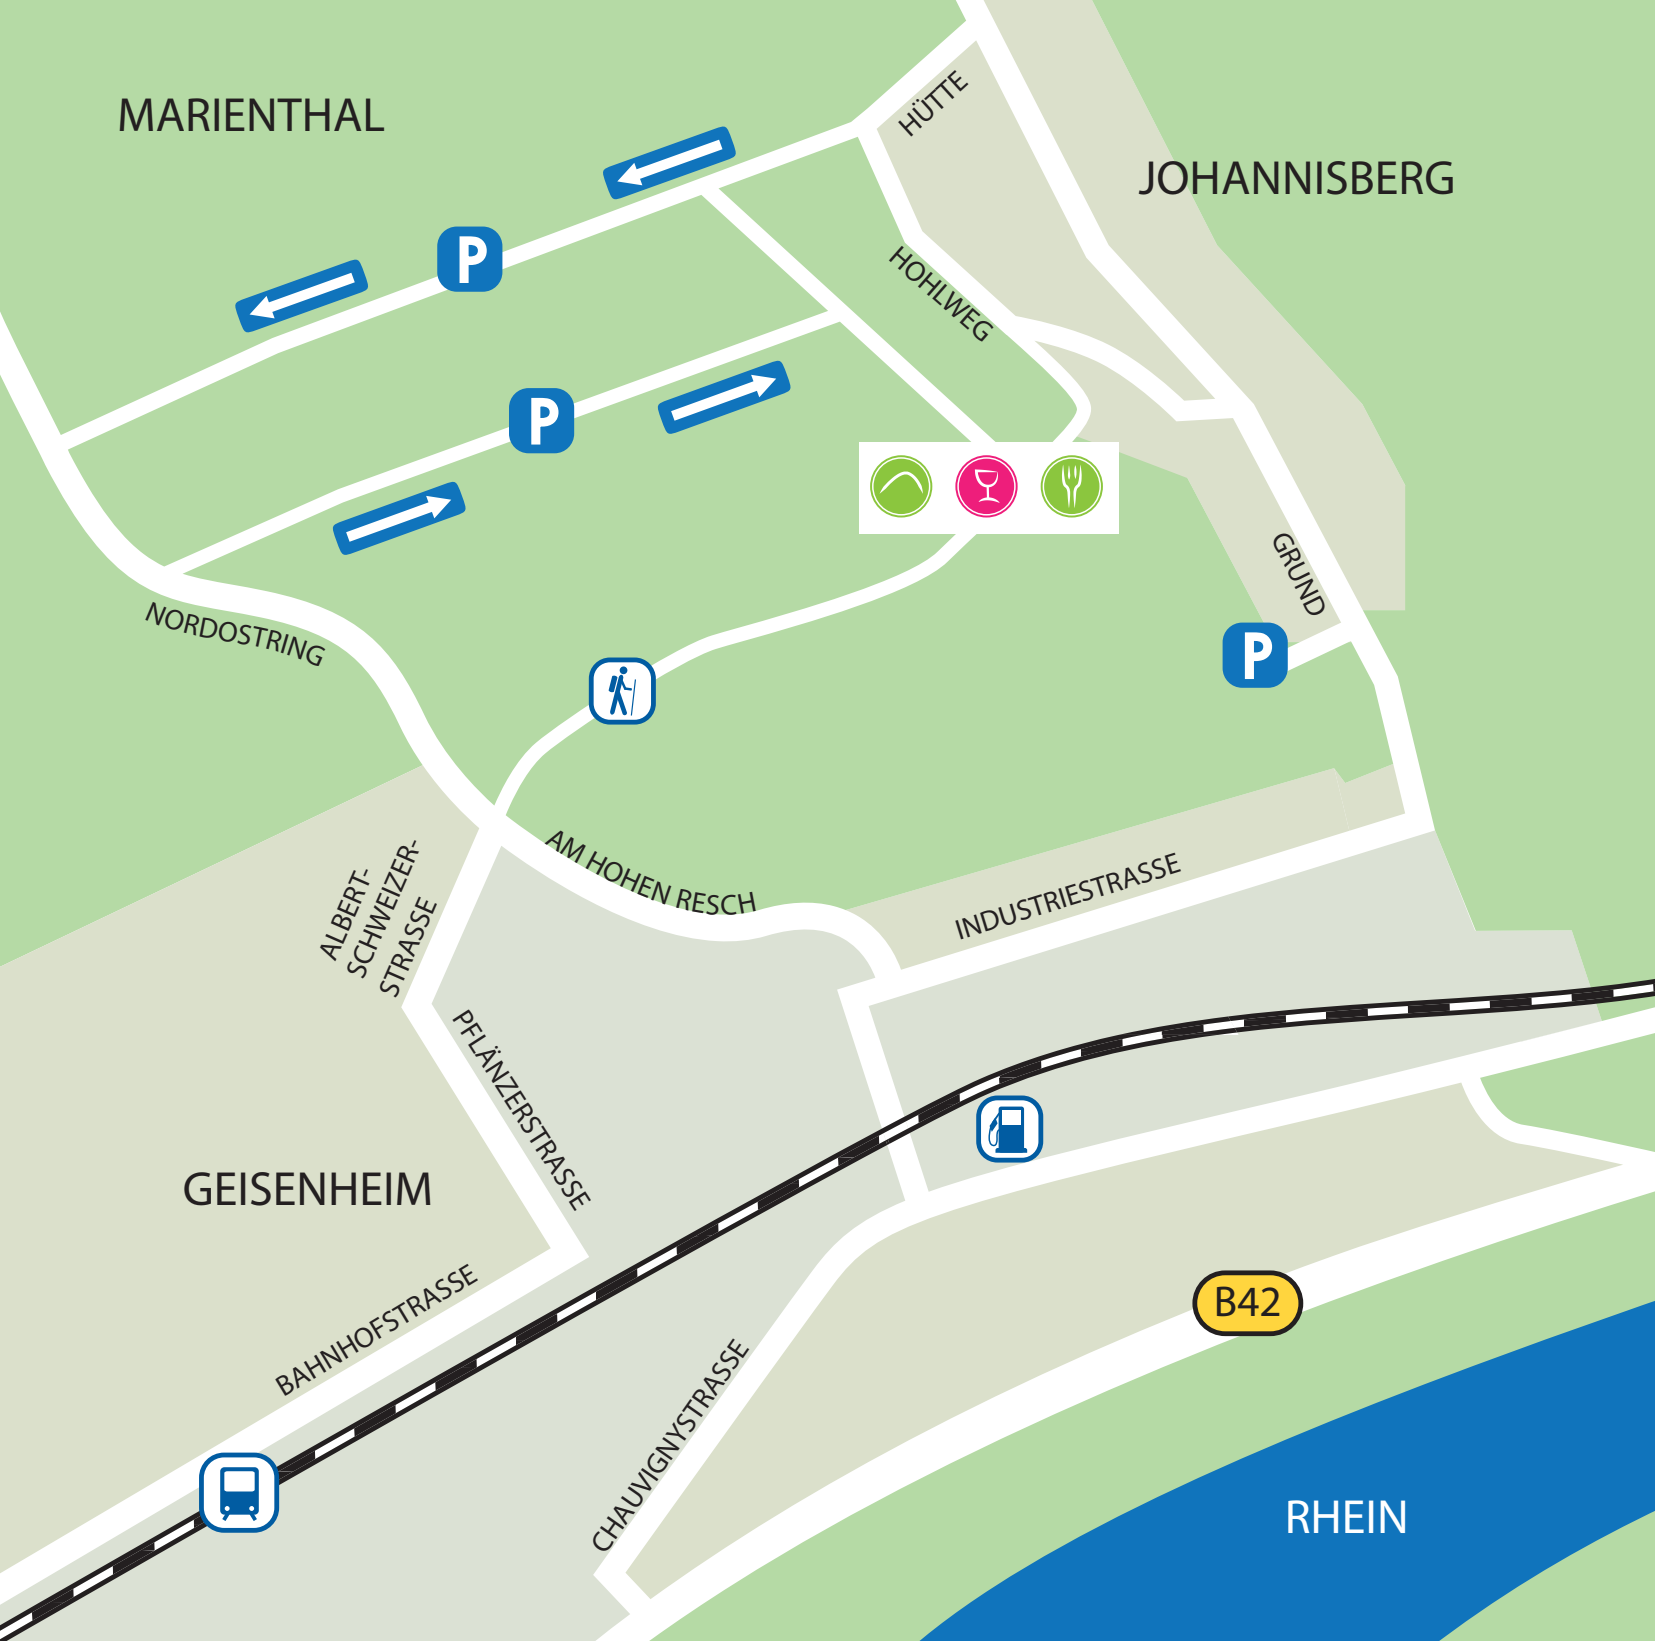 MARIENTHAL
HÜTTE
JOHANNISBERG
P
HOHLWEG
P
GRUND
NORDOSTRING
P
AM HOHEN RESCH
ALBERT-
SCHWEIZER-
STRASSE
INDUSTRIESTRASSE
PFLÄNZERSTRASSE
GEISENHEIM
BAHNHOFSTRASSE
B42
CHAUVIGNYSTRASSE
RHEIN